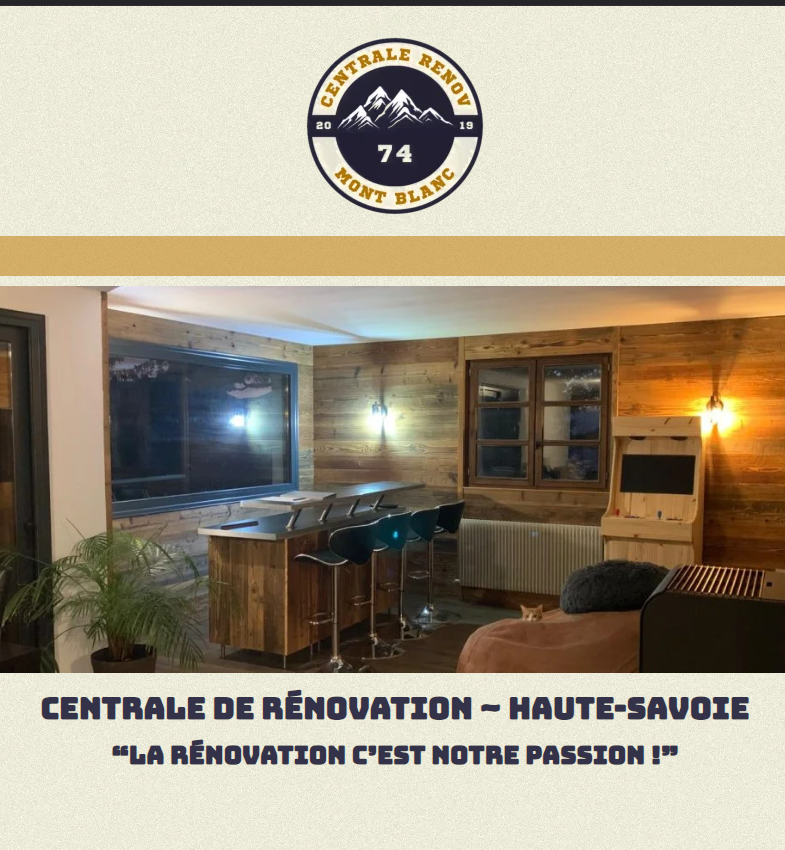 CENTRALE RENOV
20 19
74
MONT BLANC
CENTRALE DE RÉNOVATION ~ HAUTE-SAVOIE
“LA RÉNOVATION C’EST NOTRE PASSION !”